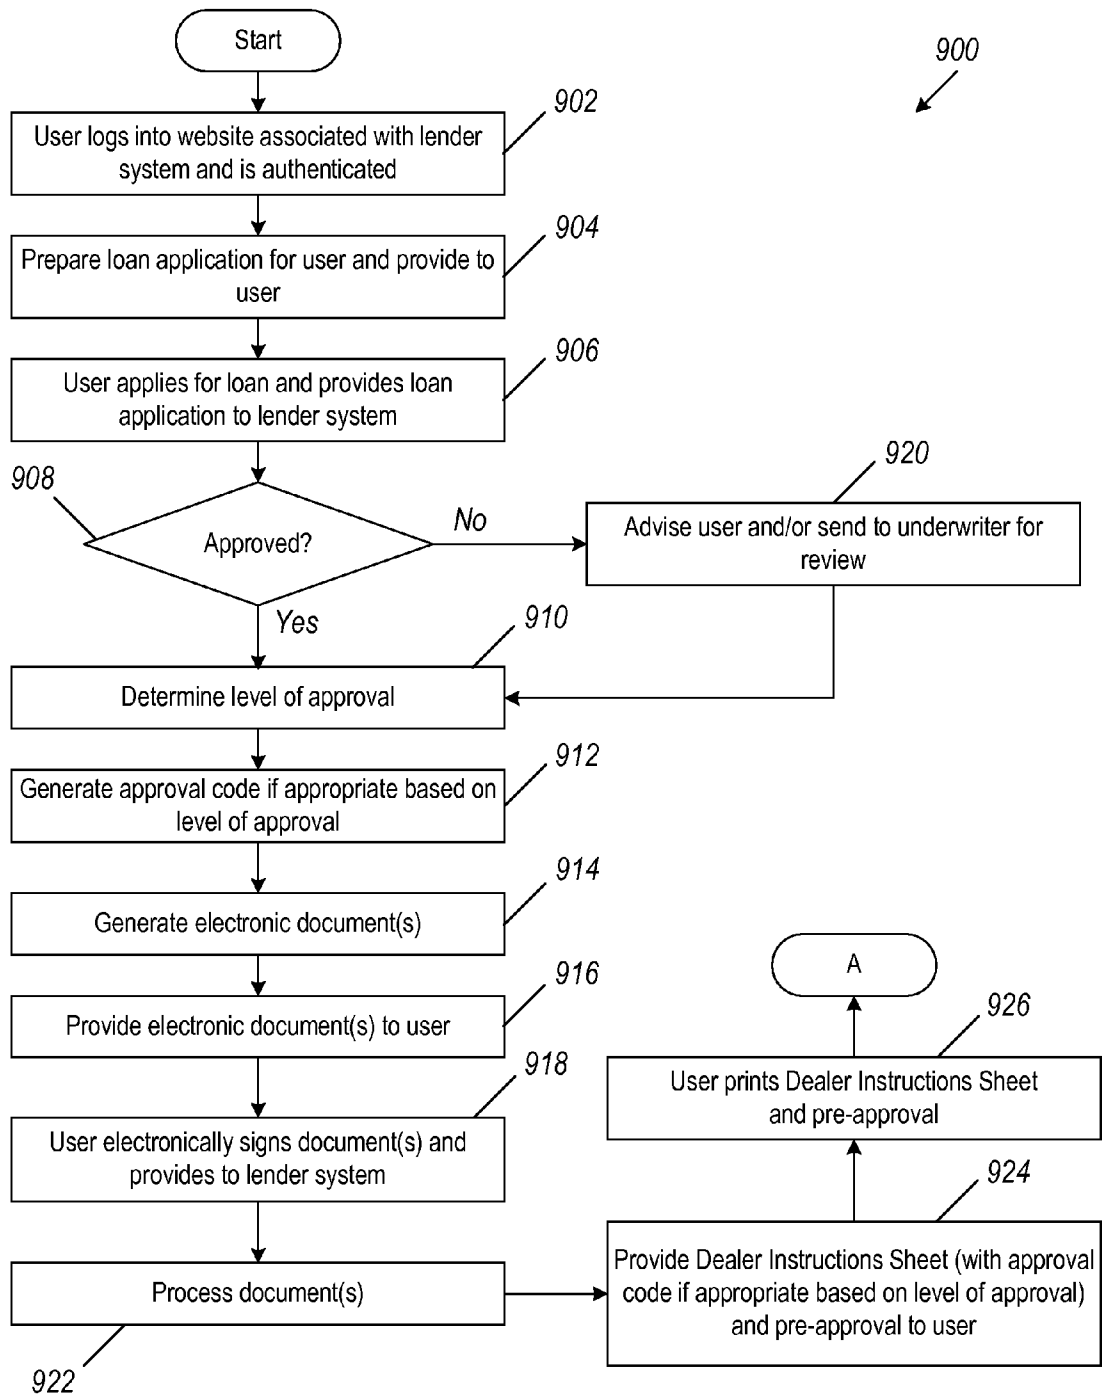 Start
900
902
User logs into website associated with lender
system and is authenticated
904
Prepare loan application for user and provide to
user
906
User applies for loan and provides loan
application to lender system
908
Approved?
No
920
Advise user and/or send to underwriter for
review
Yes
910
Determine level of approval
912
Generate approval code if appropriate based on
level of approval
914
Generate electronic document(s)
916
Provide electronic document(s) to user
918
User electronically signs document(s) and
provides to lender system
Process document(s)
922
924
Provide Dealer Instructions Sheet (with approval
code if appropriate based on level of approval)
and pre-approval to user
926
User prints Dealer Instructions Sheet
and pre-approval
A